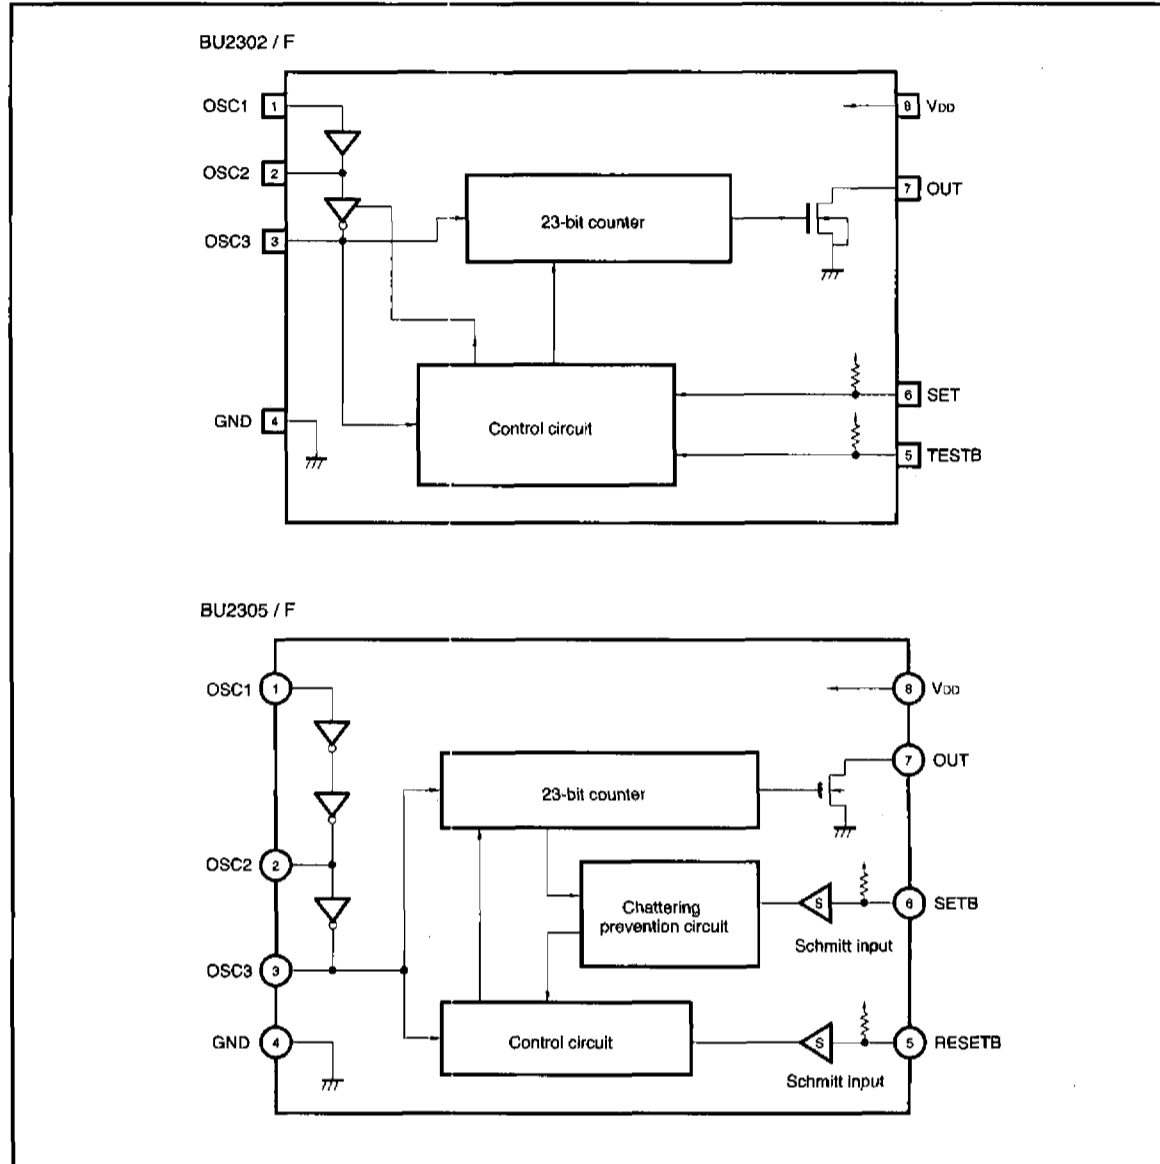 BU2302 / F
OSC1 1
8 VDD
OSC2 2
7 OUT
23-bit counter
OSC3 3
6 SET
GND 4
Control circuit
5 TESTB
BU2305 / F
OSC1 1
8 VDD
7 OUT
23-bit counter
OSC2 2
S
6 SETB
Chattering
prevention circuit
Schmitt input
OSC3 3
GND 4
Control circuit
S
5 RESETB
Schmitt input